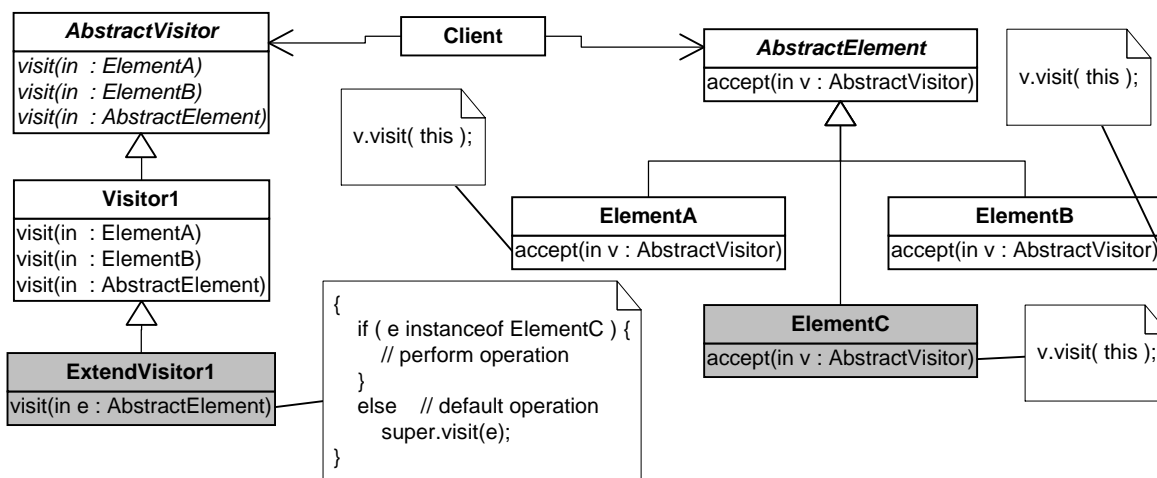 AbstractVisitor
visit(in : ElementA)
visit(in : ElementB)
visit(in : AbstractElement)
Client
AbstractElement
accept(in v : AbstractVisitor)
v.visit( this );
v.visit( this );
Visitor1
visit(in : ElementA)
visit(in : ElementB)
visit(in : AbstractElement)
ElementA
accept(in v : AbstractVisitor)
ElementB
accept(in v : AbstractVisitor)
ExtendVisitor1
visit(in e : AbstractElement)
{
if ( e instanceof ElementC ) {
// perform operation
}
else // default operation
super.visit(e);
}
ElementC
accept(in v : AbstractVisitor)
v.visit( this );